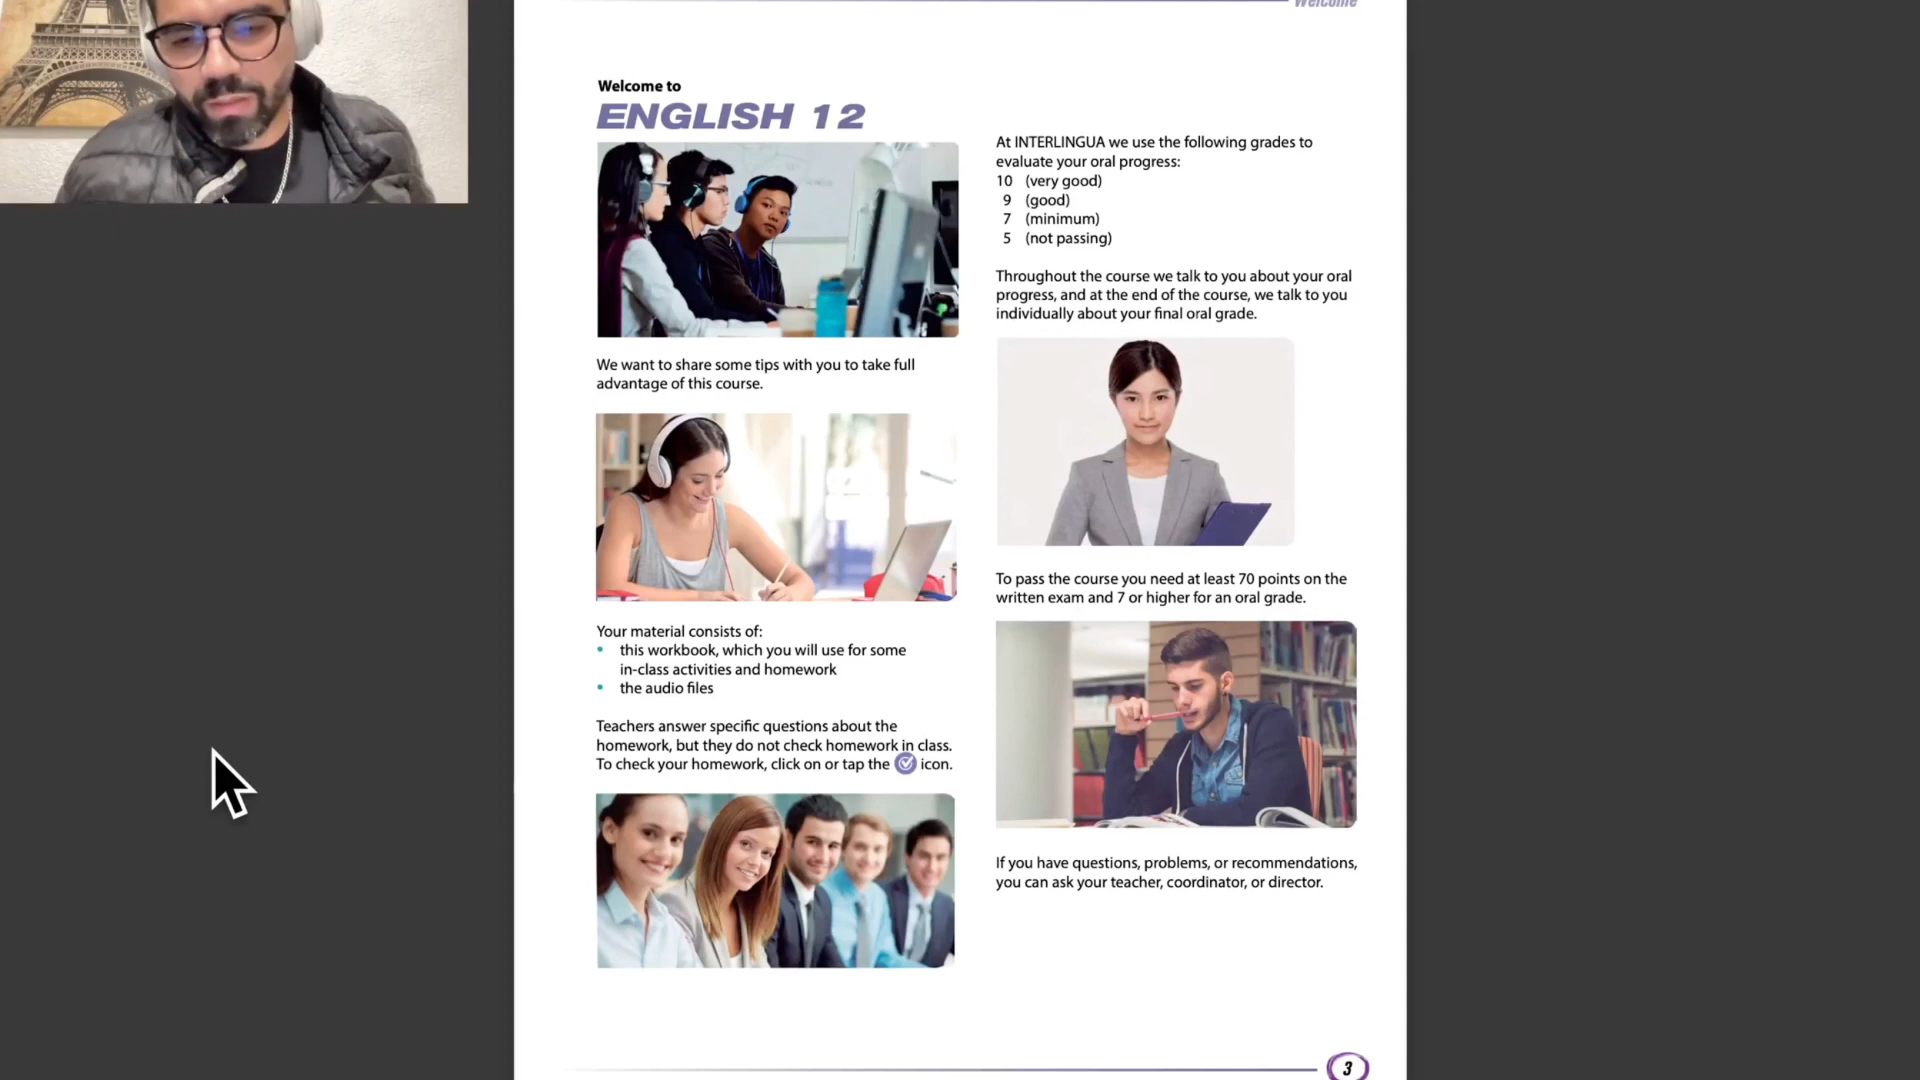 Welcome
Welcome to
ENGLISH 12
We want to share some tips with you to take full
advantage of this course.
Your material consists of:
• this workbook, which you will use for some
in-class activities and homework
• the audio files
Teachers answer specific questions about the
homework, but they do not check homework in class.
To check your homework, click on or tap the icon.
At INTERLINGUA we use the following grades to
evaluate your oral progress:
10 (very good)
9 (good)
7 (minimum)
5 (not passing)
Throughout the course we talk to you about your oral
progress, and at the end of the course, we talk to you
individually about your final oral grade.
To pass the course you need at least 70 points on the
written exam and 7 or higher for an oral grade.
If you have questions, problems, or recommendations,
you can ask your teacher, coordinator, or director.
3